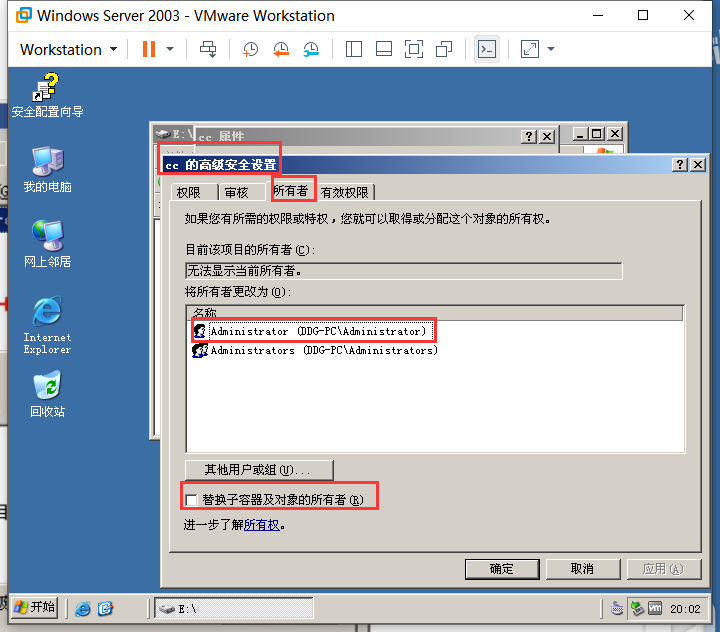 Windows Server 2003 - VMware Workstation
Workstation
安全配置向导
我的电脑
网上邻居
Internet
Explorer
回收站
E:\
cc 属性
cc 的高级安全设置
权限
审核
所有者
有效权限
如果您有所需的权限或特权，您就可以取得或分配这个对象的所有权。
目前该项目的所有者(C):
无法显示当前所有者。
将所有者更改为(O):
名称
Administrator (DDG-PC\Administrator)
Administrators (DDG-PC\Administrators)
其他用户或组(U)...
替换子容器及对象的所有者(R)
进一步了解所有权。
确定
取消
应用(A)
开始
E:\
20:02